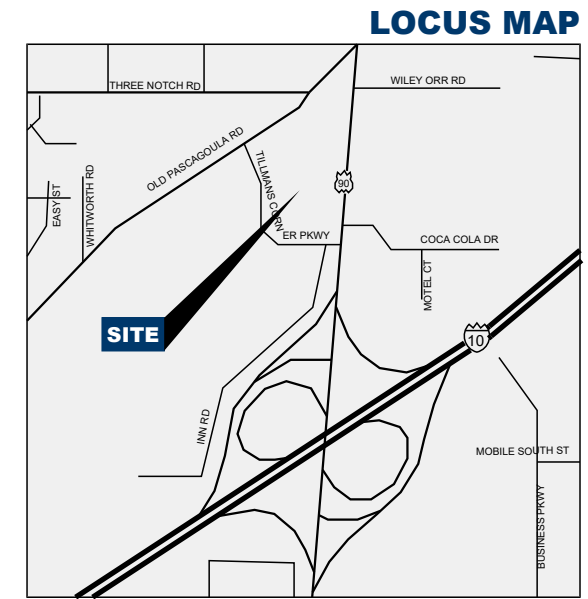 LOCUS MAP
THREE NOTCH RD
WILEY ORR RD
OLD PASCAGOULA RD
TILLMANS CORN
ER PKWY
90
EASY ST
WHITWORTH RD
COCA COLA DR
MOTEL CT
SITE
10
INN RD
MOBILE SOUTH ST
BUSINESS PKWY